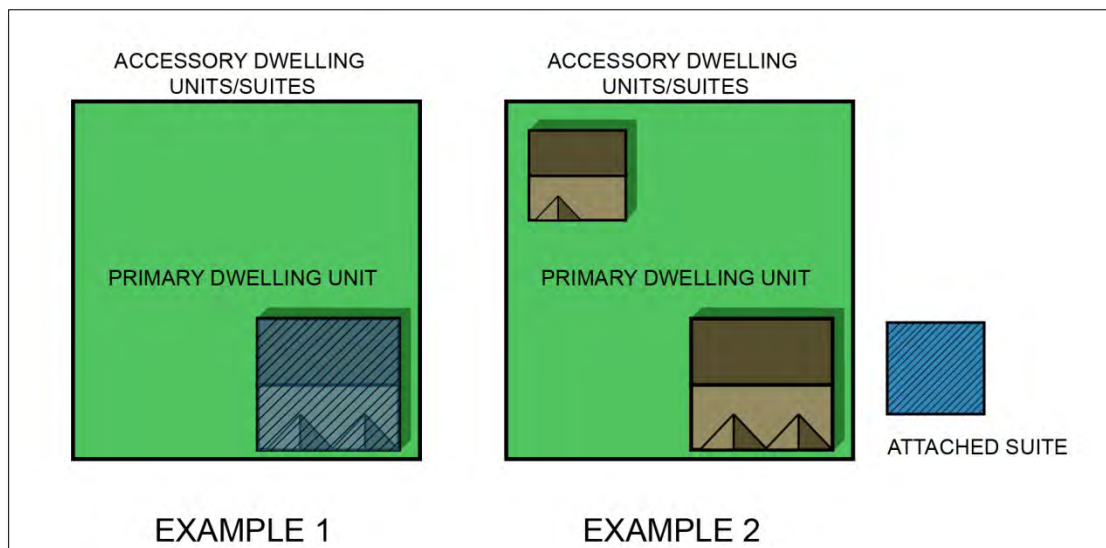 ACCESSORY DWELLING
UNITS/SUITES
PRIMARY DWELLING UNIT
EXAMPLE 1
ACCESSORY DWELLING
UNITS/SUITES
PRIMARY DWELLING UNIT
EXAMPLE 2
ATTACHED SUITE